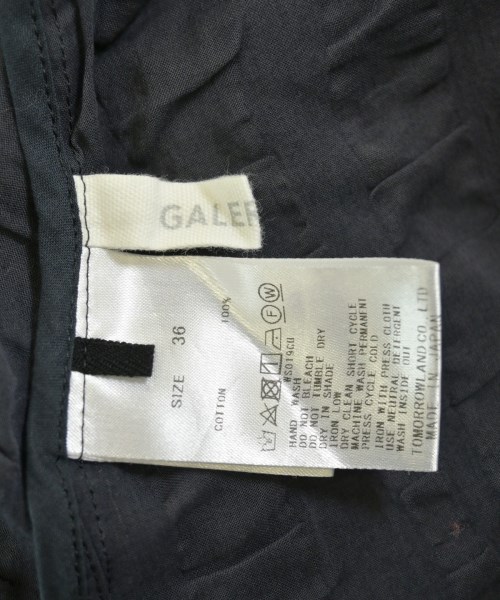 GALER
SIZE 36
COTTON 100%
WS019CU
HAND WASH
DO NOT BLEACH
DO NOT TUMBLE DRY
DRY IN SHADE
IRON LOW
DRY CLEAN SHORT CYCLE
MACHINE WASH PERMANENT
PRESS CYCLE COLD
IRON WITH PRESS CLOTH
USE NEUTRAL DETERGENT
WASH INSIDE OUT
TOMORROWLAND CO., LTD
MADE IN JAPAN